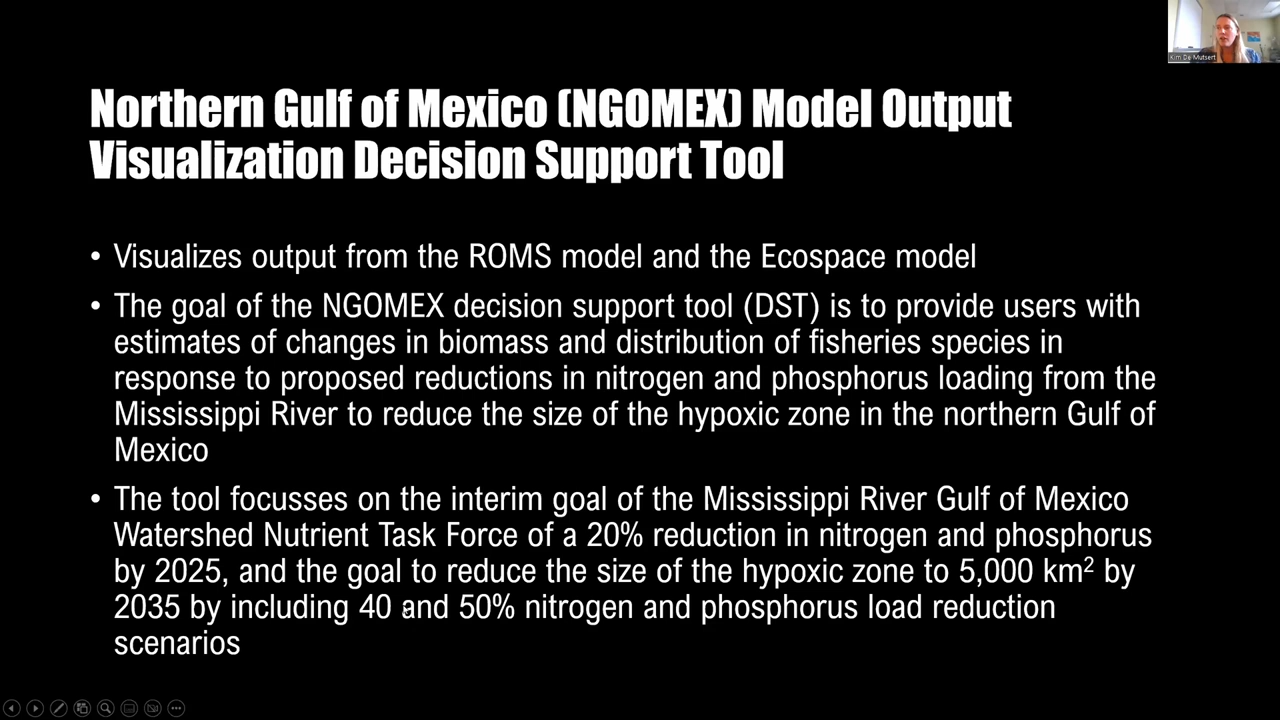 Kim De Mutsert
Northern Gulf of Mexico (NGOMEX) Model Output
Visualization Decision Support Tool
• Visualizes output from the ROMS model and the Ecospace model
• The goal of the NGOMEX decision support tool (DST) is to provide users with
estimates of changes in biomass and distribution of fisheries species in
response to proposed reductions in nitrogen and phosphorus loading from the
Mississippi River to reduce the size of the hypoxic zone in the northern Gulf of
Mexico
• The tool focusses on the interim goal of the Mississippi River Gulf of Mexico
Watershed Nutrient Task Force of a 20% reduction in nitrogen and phosphorus
by 2025, and the goal to reduce the size of the hypoxic zone to 5,000 km² by
2035 by including 40 and 50% nitrogen and phosphorus load reduction
scenarios